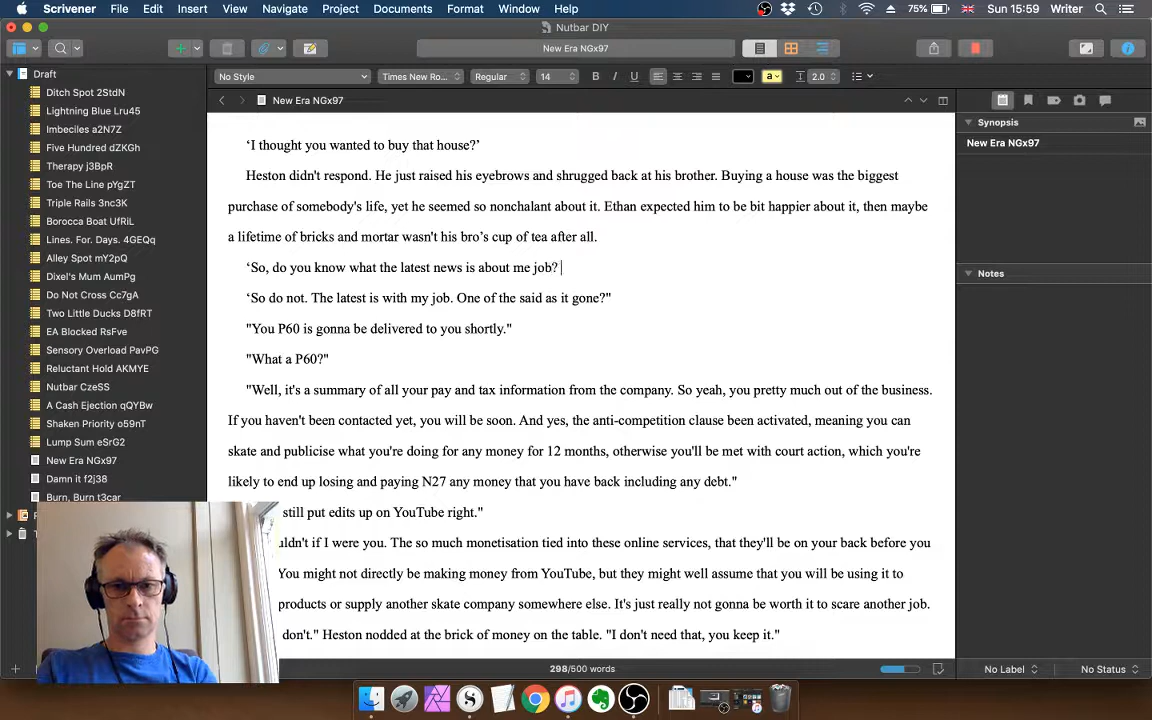 Scrivener File Edit Insert View Navigate Project Documents Format Window Help 75% Sun 15:59 Writer
Nutbar DIY
New Era NGx97
No Style Times New Ro... Regular 14 B I U a 2.0
Draft
Ditch Spot 2StdN
Lightning Blue Lru45
Imbeciles a2N7Z
Five Hundred dZKGh
Therapy j3BpR
Toe The Line pYgZT
Triple Rails 3nc3K
Borocca Boat UfRiL
Lines. For. Days. 4GEQq
Alley Spot mY2pQ
Dixel's Mum AumPg
Do Not Cross Cc7gA
Two Little Ducks D8fRT
EA Blocked RsFve
Sensory Overload PavPG
Reluctant Hold AKMYE
Nutbar CzeSS
A Cash Ejection qQYBw
Shaken Priority o59nT
Lump Sum eSrG2
New Era NGx97
Damn it f2j38
Burn, Burn t3car
New Era NGx97
‘I thought you wanted to buy that house?’
Heston didn't respond. He just raised his eyebrows and shrugged back at his brother. Buying a house was the biggest
purchase of somebody's life, yet he seemed so nonchalant about it. Ethan expected him to be bit happier about it, then maybe
a lifetime of bricks and mortar wasn't his bro’s cup of tea after all.
‘So, do you know what the latest news is about me job?
‘So do not. The latest is with my job. One of the said as it gone?"
"You P60 is gonna be delivered to you shortly."
"What a P60?"
"Well, it's a summary of all your pay and tax information from the company. So yeah, you pretty much out of the business.
If you haven't been contacted yet, you will be soon. And yes, the anti-competition clause been activated, meaning you can
skate and publicise what you're doing for any money for 12 months, otherwise you'll be met with court action, which you're
likely to end up losing and paying N27 any money that you have back including any debt."
still put edits up on YouTube right."
uldn't if I were you. The so much monetisation tied into these online services, that they'll be on your back before you
You might not directly be making money from YouTube, but they might well assume that you will be using it to
products or supply another skate company somewhere else. It's just really not gonna be worth it to scare another job.
don't." Heston nodded at the brick of money on the table. "I don't need that, you keep it."
298/500 words
Synopsis
New Era NGx97
Notes
No Label No Status